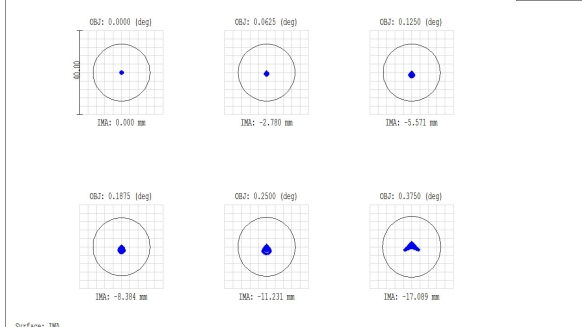 OBJ: 0.0000 (deg)
OBJ: 0.0625 (deg)
OBJ: 0.1250 (deg)
40.00
IMA: 0.000 mm
IMA: -2.780 mm
IMA: -5.571 mm
OBJ: 0.1875 (deg)
OBJ: 0.2500 (deg)
OBJ: 0.3750 (deg)
IMA: -8.384 mm
IMA: -11.231 mm
IMA: -17.089 mm
Surface: IMA